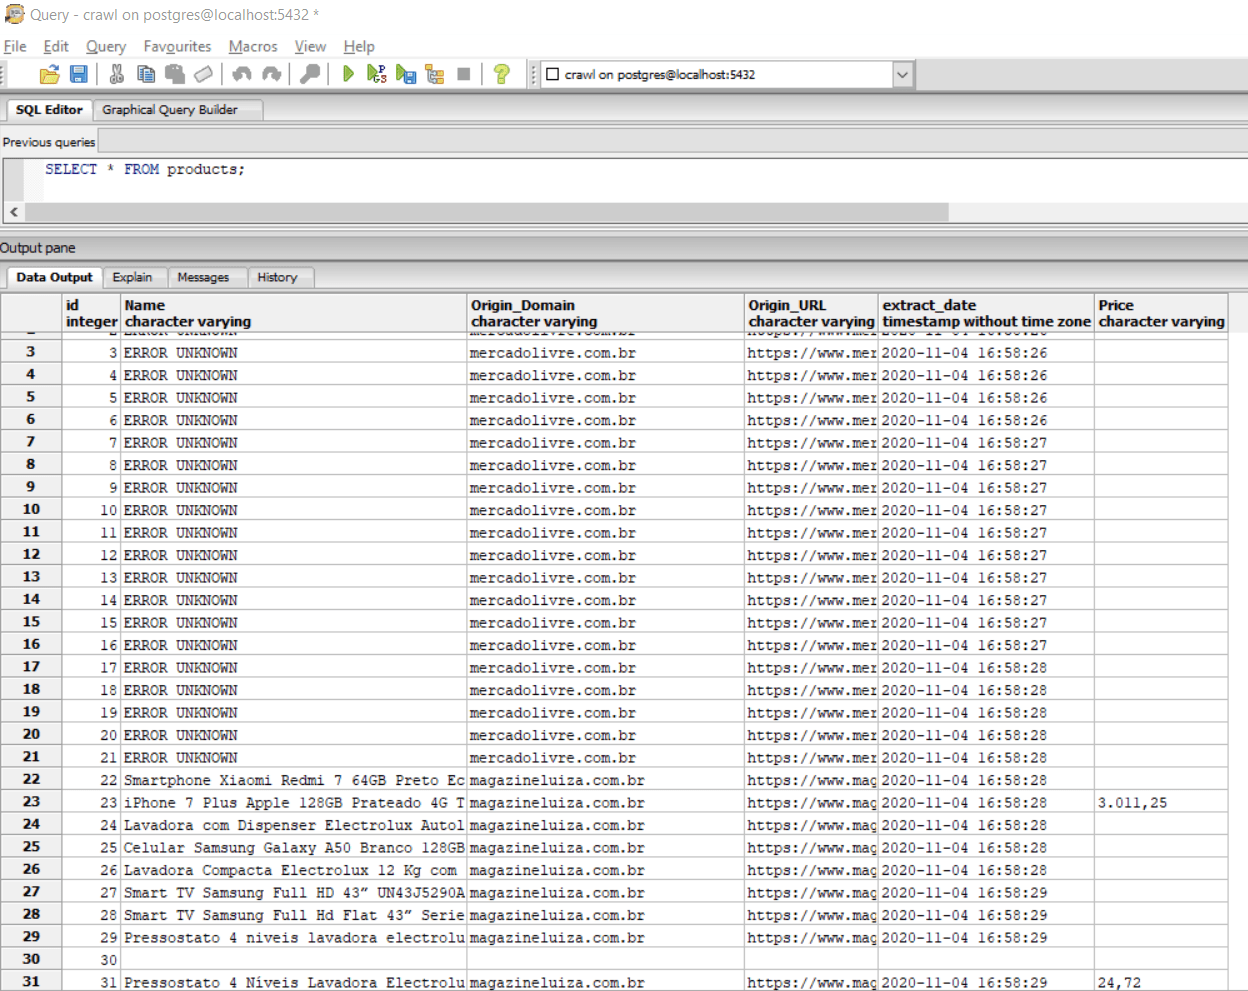 Query - crawl on postgres@localhost:5432 *
File Edit Query Favourites Macros View Help
crawl on postgres@localhost:5432
SQL Editor Graphical Query Builder
Previous queries
SELECT * FROM products;
Output pane
Data Output Explain Messages History
id Name Origin_Domain Origin_URL extract_date Price
integer character varying character varying character varying timestamp without time zone character varying
3 3 ERROR UNKNOWN mercadolivre.com.br https://www.mer 2020-11-04 16:58:26
4 4 ERROR UNKNOWN mercadolivre.com.br https://www.mer 2020-11-04 16:58:26
5 5 ERROR UNKNOWN mercadolivre.com.br https://www.mer 2020-11-04 16:58:26
6 6 ERROR UNKNOWN mercadolivre.com.br https://www.mer 2020-11-04 16:58:26
7 7 ERROR UNKNOWN mercadolivre.com.br https://www.mer 2020-11-04 16:58:27
8 8 ERROR UNKNOWN mercadolivre.com.br https://www.mer 2020-11-04 16:58:27
9 9 ERROR UNKNOWN mercadolivre.com.br https://www.mer 2020-11-04 16:58:27
10 10 ERROR UNKNOWN mercadolivre.com.br https://www.mer 2020-11-04 16:58:27
11 11 ERROR UNKNOWN mercadolivre.com.br https://www.mer 2020-11-04 16:58:27
12 12 ERROR UNKNOWN mercadolivre.com.br https://www.mer 2020-11-04 16:58:27
13 13 ERROR UNKNOWN mercadolivre.com.br https://www.mer 2020-11-04 16:58:27
14 14 ERROR UNKNOWN mercadolivre.com.br https://www.mer 2020-11-04 16:58:27
15 15 ERROR UNKNOWN mercadolivre.com.br https://www.mer 2020-11-04 16:58:27
16 16 ERROR UNKNOWN mercadolivre.com.br https://www.mer 2020-11-04 16:58:27
17 17 ERROR UNKNOWN mercadolivre.com.br https://www.mer 2020-11-04 16:58:28
18 18 ERROR UNKNOWN mercadolivre.com.br https://www.mer 2020-11-04 16:58:28
19 19 ERROR UNKNOWN mercadolivre.com.br https://www.mer 2020-11-04 16:58:28
20 20 ERROR UNKNOWN mercadolivre.com.br https://www.mer 2020-11-04 16:58:28
21 21 ERROR UNKNOWN mercadolivre.com.br https://www.mer 2020-11-04 16:58:28
22 22 Smartphone Xiaomi Redmi 7 64GB Preto Ec magazineluiza.com.br https://www.mag 2020-11-04 16:58:28
23 23 iPhone 7 Plus Apple 128GB Prateado 4G T magazineluiza.com.br https://www.mag 2020-11-04 16:58:28 3.011,25
24 24 Lavadora com Dispenser Electrolux Autol magazineluiza.com.br https://www.mag 2020-11-04 16:58:28
25 25 Celular Samsung Galaxy A50 Branco 128GB magazineluiza.com.br https://www.mag 2020-11-04 16:58:28
26 26 Lavadora Compacta Electrolux 12 Kg com magazineluiza.com.br https://www.mag 2020-11-04 16:58:28
27 27 Smart TV Samsung Full HD 43” UN43J5290A magazineluiza.com.br https://www.mag 2020-11-04 16:58:29
28 28 Smart TV Samsung Full Hd Flat 43” Serie magazineluiza.com.br https://www.mag 2020-11-04 16:58:29
29 29 Pressostato 4 niveis lavadora electrolu magazineluiza.com.br https://www.mag 2020-11-04 16:58:29
30 30
31 31 Pressostato 4 Níveis Lavadora Electrolu magazineluiza.com.br https://www.mag 2020-11-04 16:58:29 24,72